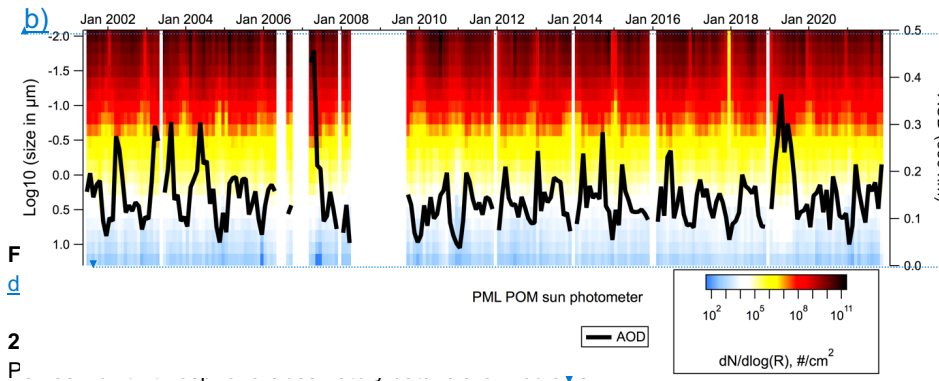 b)
Jan 2002 Jan 2004 Jan 2006 Jan 2008 Jan 2010 Jan 2012 Jan 2014 Jan 2016 Jan 2018 Jan 2020
-2.0 0.5
-1.5 0.4
-1.0
-0.5 0.3
0.0 0.2
0.5 0.1
1.0
0.0
Log10 (size in µm)
F
d
PML POM sun photometer
AOD
10² 10⁵ 10⁸ 10¹¹
dN/dlog(R), #/cm²
2
P